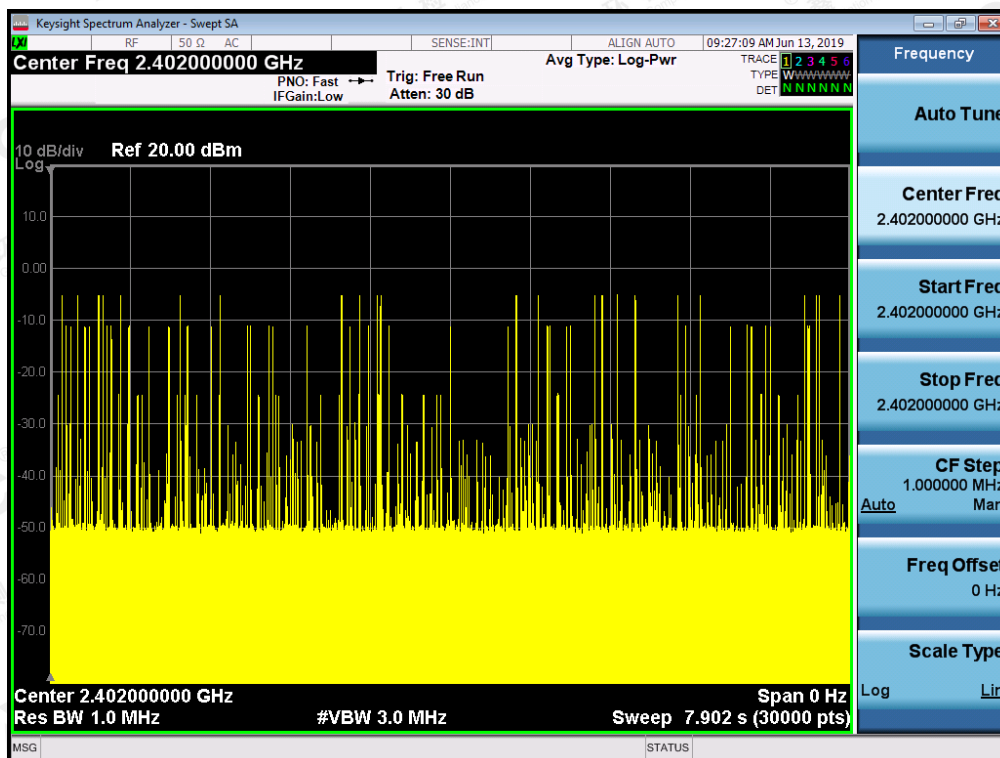 Keysight Spectrum Analyzer - Swept SA
LXI RF 50 Ω AC SENSE:INT ALIGN AUTO 09:27:09 AM Jun 13, 2019
Center Freq 2.402000000 GHz
PNO: Fast
IFGain:Low
Trig: Free Run
Atten: 30 dB
Avg Type: Log-Pwr
TRACE 1 2 3 4 5 6
TYPE WWWWWW
DET N N N N N N
10 dB/div Ref 20.00 dBm
Log
10.0
0.00
-10.0
-20.0
-30.0
-40.0
-50.0
-60.0
-70.0
Center 2.402000000 GHz Span 0 Hz
Res BW 1.0 MHz #VBW 3.0 MHz Sweep 7.902 s (30000 pts)
MSG STATUS
Frequency
Auto Tune
Center Freq
2.402000000 GHz
Start Freq
2.402000000 GHz
Stop Freq
2.402000000 GHz
CF Step
1.000000 MHz
Auto Man
Freq Offset
0 Hz
Scale Type
Log Lin